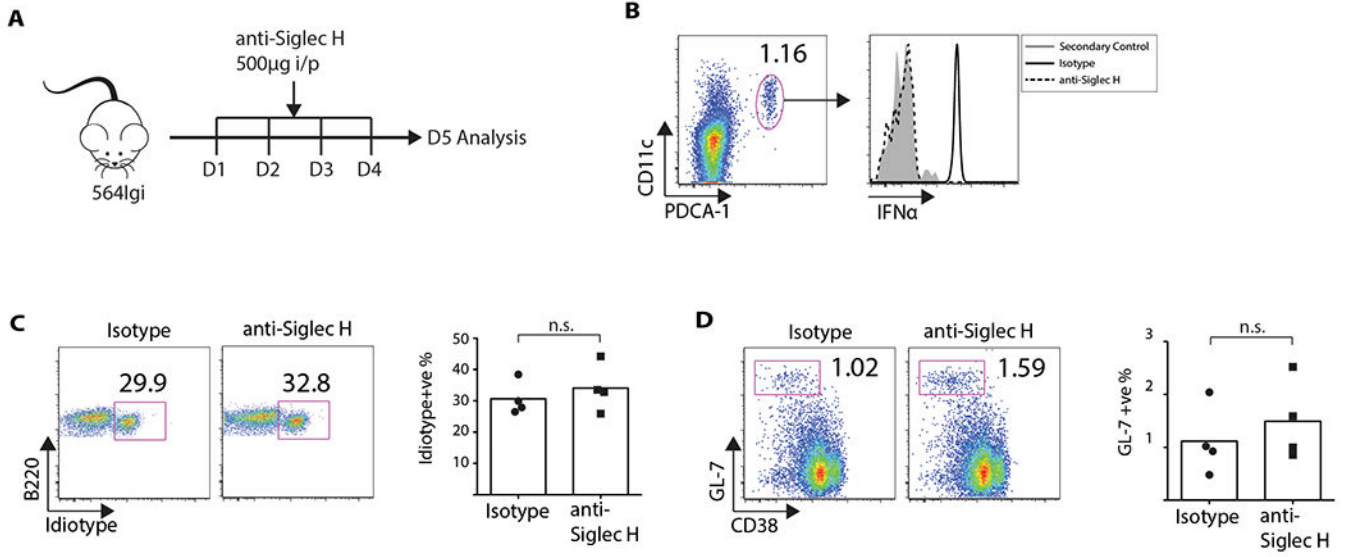 A
anti-Siglec H
500µg i/p
D1
D2
D3
D4
D5 Analysis
564Igi
B
1.16
CD11c
PDCA-1
IFNα
Secondary Control
Isotype
anti-Siglec H
C
Isotype
anti-Siglec H
29.9
32.8
B220
Idiotype
n.s.
Idiotype+ve %
50
40
30
20
10
Isotype
anti-
Siglec H
D
Isotype
anti-Siglec H
1.02
1.59
GL-7
CD38
n.s.
GL-7 +ve %
3
2
1
0
Isotype
anti-
Siglec H